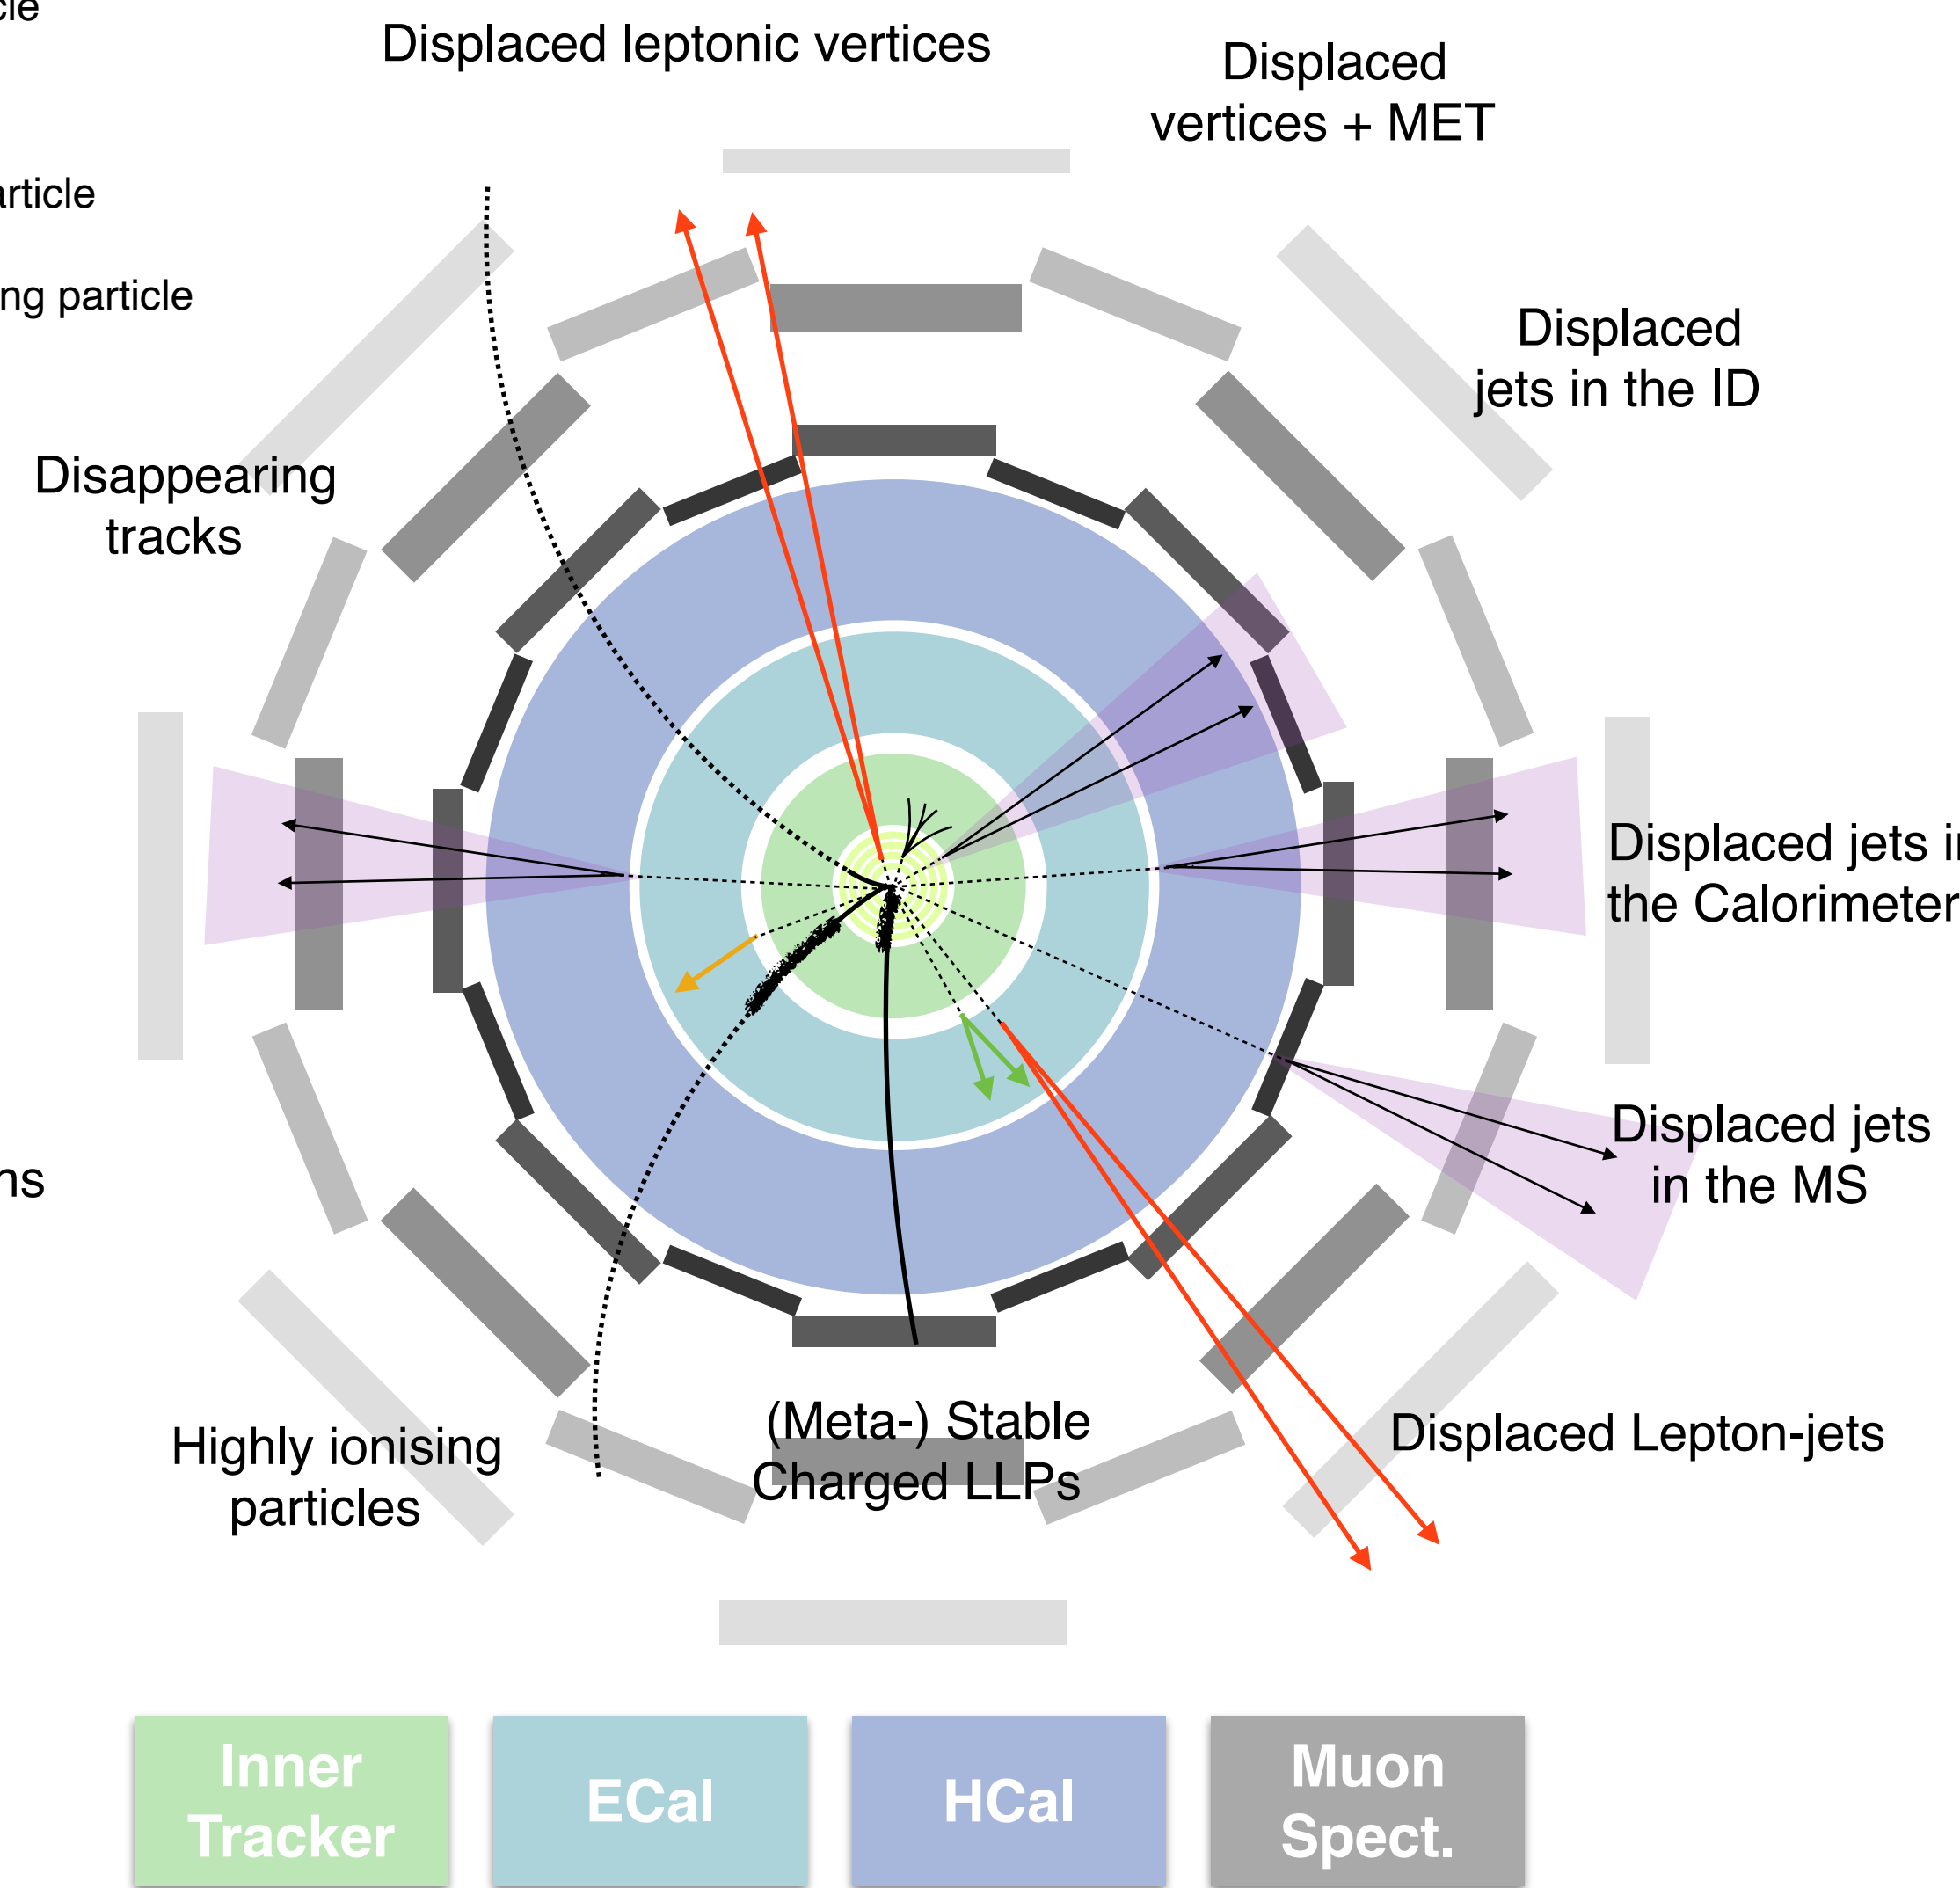 Displaced leptonic vertices
Displaced
vertices + MET
ng particle
Displaced
jets in the ID
Disappearing
tracks
Displaced jets
the Calorimeter
Displaced jets
in the MS
(Meta-) Stable
Charged LLPs
Displaced Lepton-jets
Highly ionising
particles
Inner
Tracker
ECal
HCal
Muon
Spect.